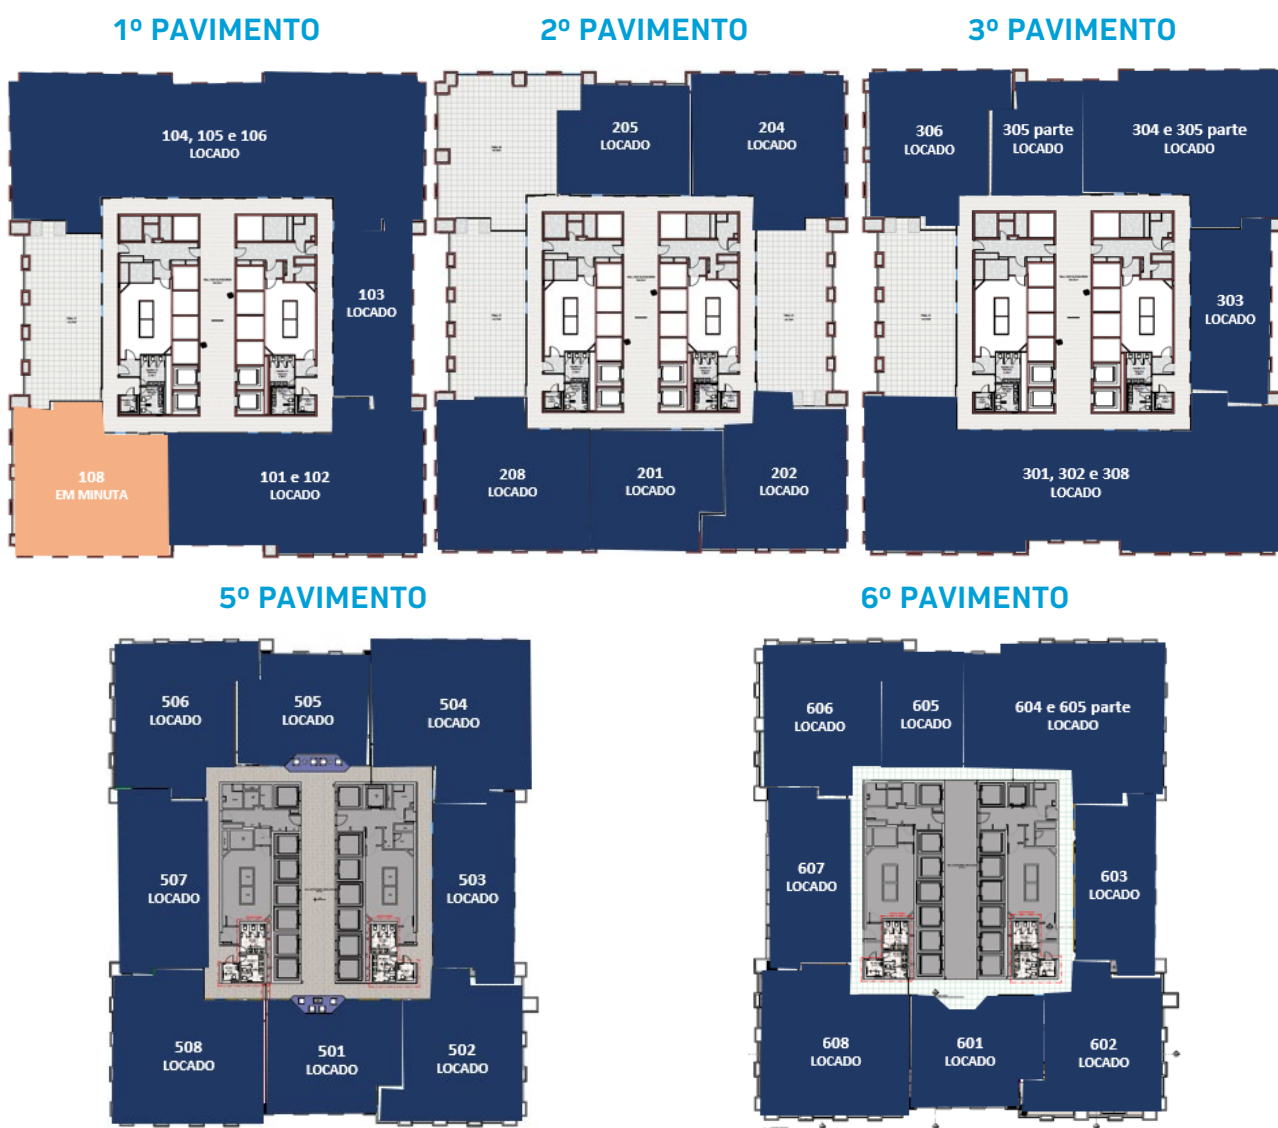 1º PAVIMENTO
2º PAVIMENTO
3º PAVIMENTO
104, 105 e 106
LOCADO
103
LOCADO
108
EM MINUTA
101 e 102
LOCADO
205
LOCADO
204
LOCADO
208
LOCADO
201
LOCADO
202
LOCADO
306
LOCADO
305 parte
LOCADO
304 e 305 parte
LOCADO
303
LOCADO
301, 302 e 308
LOCADO
5º PAVIMENTO
6º PAVIMENTO
506
LOCADO
505
LOCADO
504
LOCADO
507
LOCADO
503
LOCADO
508
LOCADO
501
LOCADO
502
LOCADO
606
LOCADO
605
LOCADO
604 e 605 parte
LOCADO
607
LOCADO
603
LOCADO
608
LOCADO
601
LOCADO
602
LOCADO